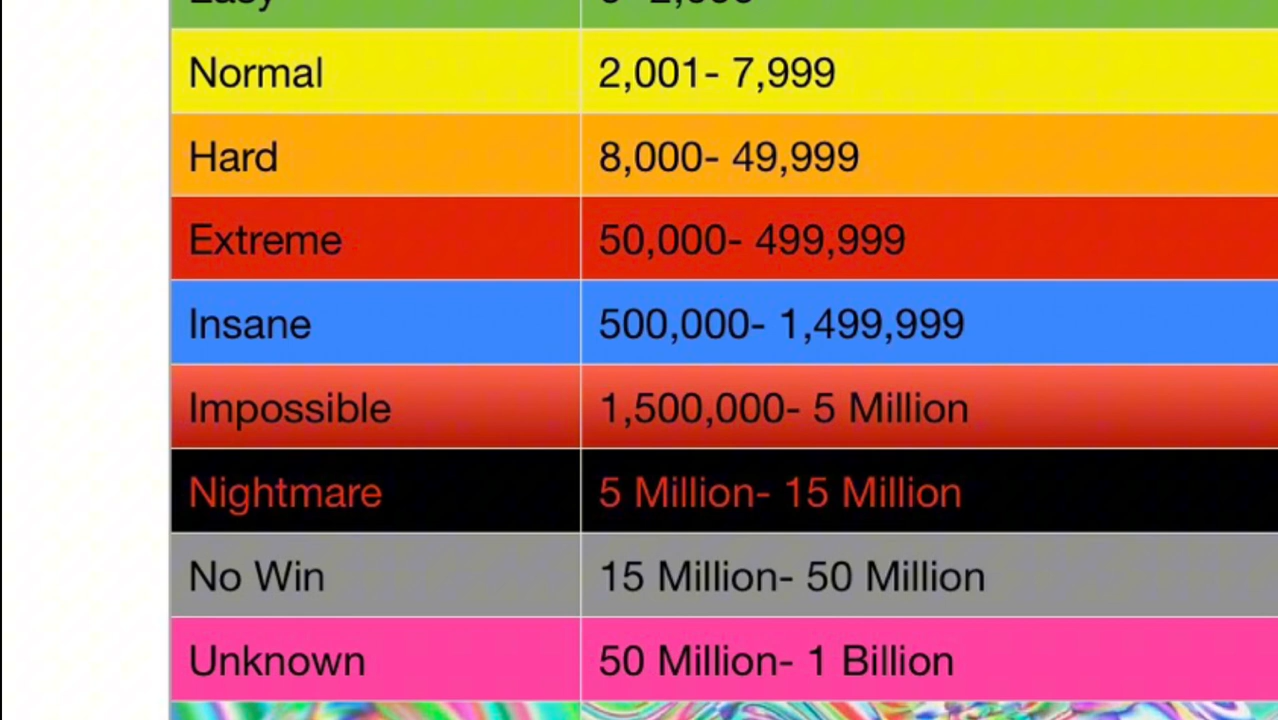 Easy
Normal 2,001- 7,999
Hard 8,000- 49,999
Extreme 50,000- 499,999
Insane 500,000- 1,499,999
Impossible 1,500,000- 5 Million
Nightmare 5 Million- 15 Million
No Win 15 Million- 50 Million
Unknown 50 Million- 1 Billion